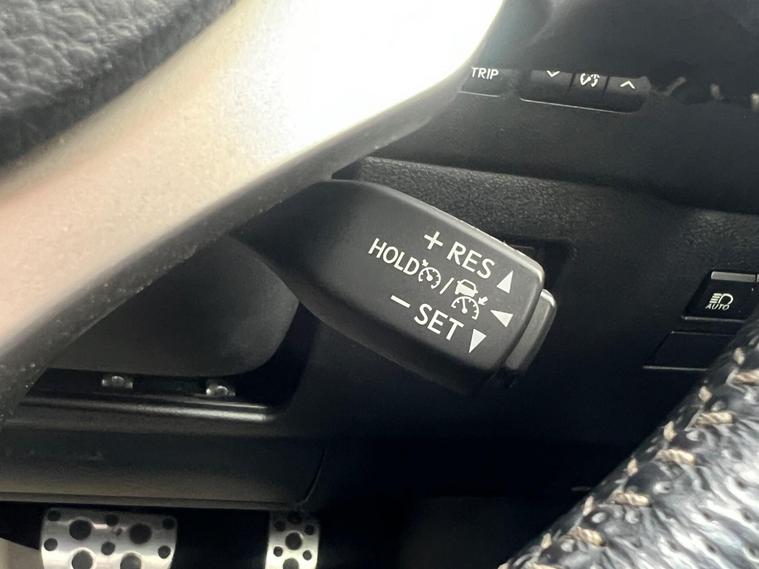 TRIP
+ RES
HOLD /
− SET
AUTO